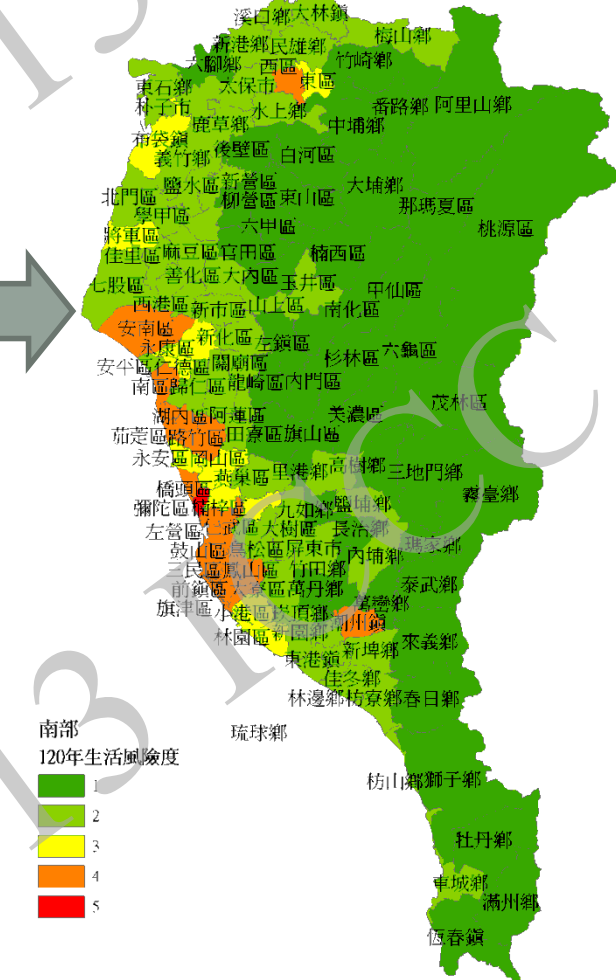 溪口鄉 大林鎮
新港鄉 民雄鄉 梅山鄉
六腳鄉 西區 竹崎鄉
東石鄉 太保市 東區
朴子市 水上鄉 番路鄉 阿里山鄉
鹿草鄉 中埔鄉
布袋鎮 義竹鄉 後壁區 白河區
鹽水區 新營區 大埔鄉
北門區 柳營區 東山區 那瑪夏區
學甲區 六甲區 桃源區
將軍區
佳里區 麻豆區 官田區 楠西區
七股區 善化區 大內區 玉井區 甲仙區
西港區 新市區 山上區 南化區
安南區 新化區 左鎮區
永康區 杉林區 六龜區
安平區 仁德區 關廟區
南區 歸仁區 龍崎區 內門區
湖內區 阿蓮區 美濃區 茂林區
茄萣區 路竹區 田寮區 旗山區
永安區 岡山區 高樹鄉
燕巢區 里港鄉 三地門鄉
橋頭區 霧臺鄉
彌陀區 楠梓區 九如鄉 鹽埔鄉
左營區 仁武區 大樹區 長治鄉
鼓山區 鳥松區 屏東市 內埔鄉 瑪家鄉
三民區 鳳山區 竹田鄉
前鎮區 大寮區 萬丹鄉 泰武鄉
旗津區 小港區 崁頂鄉 萬巒鄉
林園區 新園鄉 潮州鎮 來義鄉
東港鎮 新埤鄉
佳冬鄉
林邊鄉 枋寮鄉 春日鄉
琉球鄉
枋山鄉 獅子鄉
牡丹鄉
車城鄉
滿州鄉
恆春鎮
南部
120年生活風險度
1
2
3
4
5
13 ICC